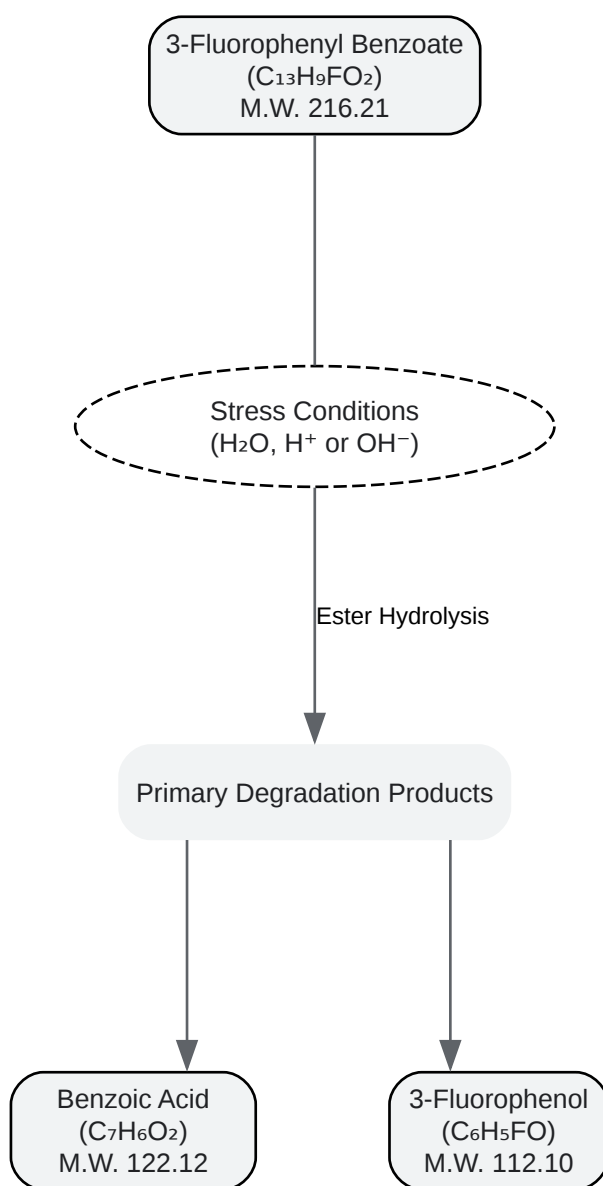 3-Fluorophenyl Benzoate
(C₁₃H₉FO₂)
M.W. 216.21
Stress Conditions
(H₂O, H⁺ or OH⁻)
Ester Hydrolysis
Primary Degradation Products
Benzoic Acid
(C₇H₆O₂)
M.W. 122.12
3-Fluorophenol
(C₆H₅FO)
M.W. 112.10